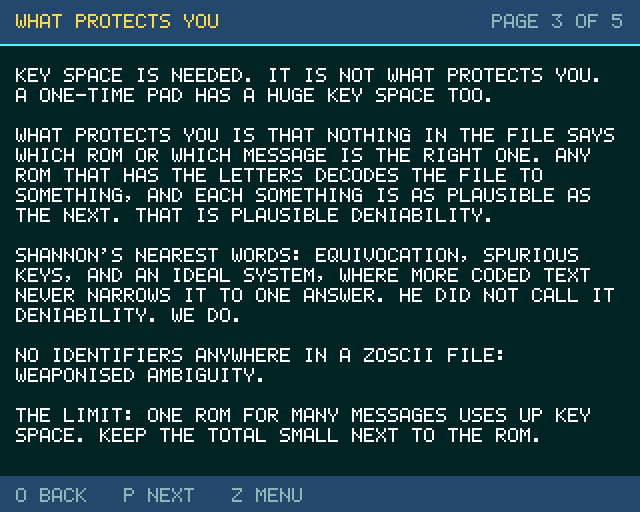 WHAT PROTECTS YOU
PAGE 3 OF 5
KEY SPACE IS NEEDED. IT IS NOT WHAT PROTECTS YOU.
A ONE-TIME PAD HAS A HUGE KEY SPACE TOO.
WHAT PROTECTS YOU IS THAT NOTHING IN THE FILE SAYS
WHICH ROM OR WHICH MESSAGE IS THE RIGHT ONE. ANY
ROM THAT HAS THE LETTERS DECODES THE FILE TO
SOMETHING, AND EACH SOMETHING IS AS PLAUSIBLE AS
THE NEXT. THAT IS PLAUSIBLE DENIABILITY.
SHANNON'S NEAREST WORDS: EQUIVOCATION, SPURIOUS
KEYS, AND AN IDEAL SYSTEM, WHERE MORE CODED TEXT
NEVER NARROWS IT TO ONE ANSWER. HE DID NOT CALL IT
DENIABILITY. WE DO.
NO IDENTIFIERS ANYWHERE IN A ZOSCII FILE:
WEAPONISED AMBIGUITY.
THE LIMIT: ONE ROM FOR MANY MESSAGES USES UP KEY
SPACE. KEEP THE TOTAL SMALL NEXT TO THE ROM.
O BACK P NEXT Z MENU